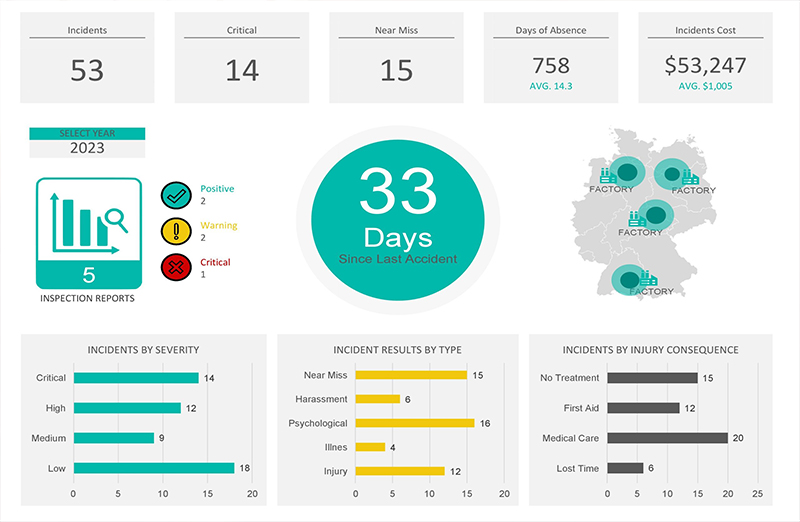 Incidents
53
Critical
14
Near Miss
15
Days of Absence
758
AVG. 14.3
Incidents Cost
$53,247
AVG. $1,005
SELECT YEAR
2023
5
INSPECTION REPORTS
Positive
2
Warning
2
Critical
1
33
Days
Since Last Accident
FACTORY
FACTORY
FACTORY
FACTORY
INCIDENTS BY SEVERITY
Critical 14
High 12
Medium 9
Low 18
0 5 10 15 20
INCIDENT RESULTS BY TYPE
Near Miss 15
Harassment 6
Psychological 16
Illnes 4
Injury 12
0 5 10 15 20
INCIDENTS BY INJURY CONSEQUENCE
No Treatment 15
First Aid 12
Medical Care 20
Lost Time 6
0 5 10 15 20 25